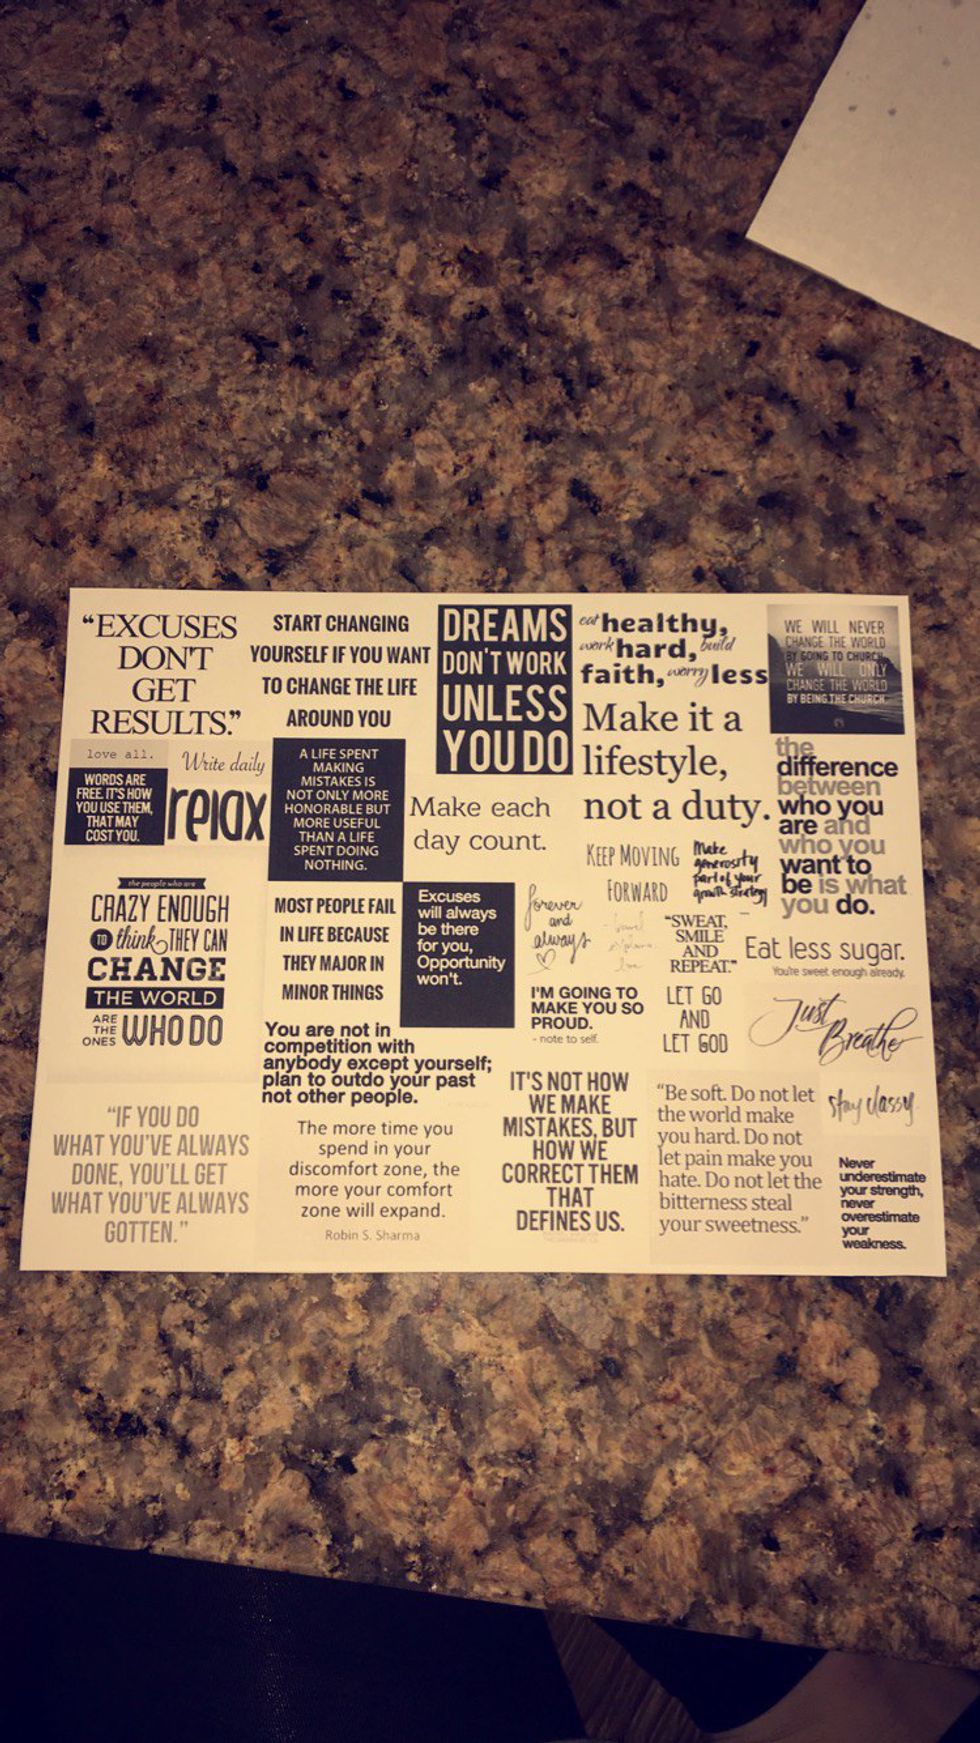 “EXCUSES
DON'T
GET
RESULTS.”
START CHANGING
YOURSELF IF YOU WANT
TO CHANGE THE LIFE
AROUND YOU
DREAMS
DON'T WORK
UNLESS
YOU DO
eat healthy,
work hard, build
faith, worry less
WE WILL NEVER
CHANGE THE WORLD
BY GOING TO CHURCH.
WE WILL ONLY
CHANGE THE WORLD
BY BEING THE CHURCH.
love all.
Write daily
WORDS ARE
FREE. IT'S HOW
YOU USE THEM,
THAT MAY
COST YOU.
relax
A LIFE SPENT
MAKING
MISTAKES IS
NOT ONLY MORE
HONORABLE BUT
MORE USEFUL
THAN A LIFE
SPENT DOING
NOTHING.
Make each
day count.
Make it a
lifestyle,
not a duty.
the
difference
between
who you
are and
who you
want to
be is what
you do.
the people who are
CRAZY ENOUGH
TO think THEY CAN
CHANGE
THE WORLD
ARE
THE
ONES WHO DO
MOST PEOPLE FAIL
IN LIFE BECAUSE
THEY MAJOR IN
MINOR THINGS
Excuses
will always
be there
for you,
Opportunity
won't.
KEEP MOVING
FORWARD
Make
generosity
part of your
growth strategy
forever
and
always
travel
explore
live
“SWEAT,
SMILE
AND
REPEAT.”
Eat less sugar.
You're sweet enough already.
I'M GOING TO
MAKE YOU SO
PROUD.
- note to self.
LET GO
AND
LET GOD
Just
Breathe
You are not in
competition with
anybody except yourself;
plan to outdo your past
not other people.
“IF YOU DO
WHAT YOU'VE ALWAYS
DONE, YOU'LL GET
WHAT YOU'VE ALWAYS
GOTTEN.”
The more time you
spend in your
discomfort zone, the
more your comfort
zone will expand.
Robin S. Sharma
IT'S NOT HOW
WE MAKE
MISTAKES, BUT
HOW WE
CORRECT THEM
THAT
DEFINES US.
“Be soft. Do not let
the world make
you hard. Do not
let pain make you
hate. Do not let the
bitterness steal
your sweetness.”
stay classy.
Never
underestimate
your strength,
never
overestimate
your
weakness.